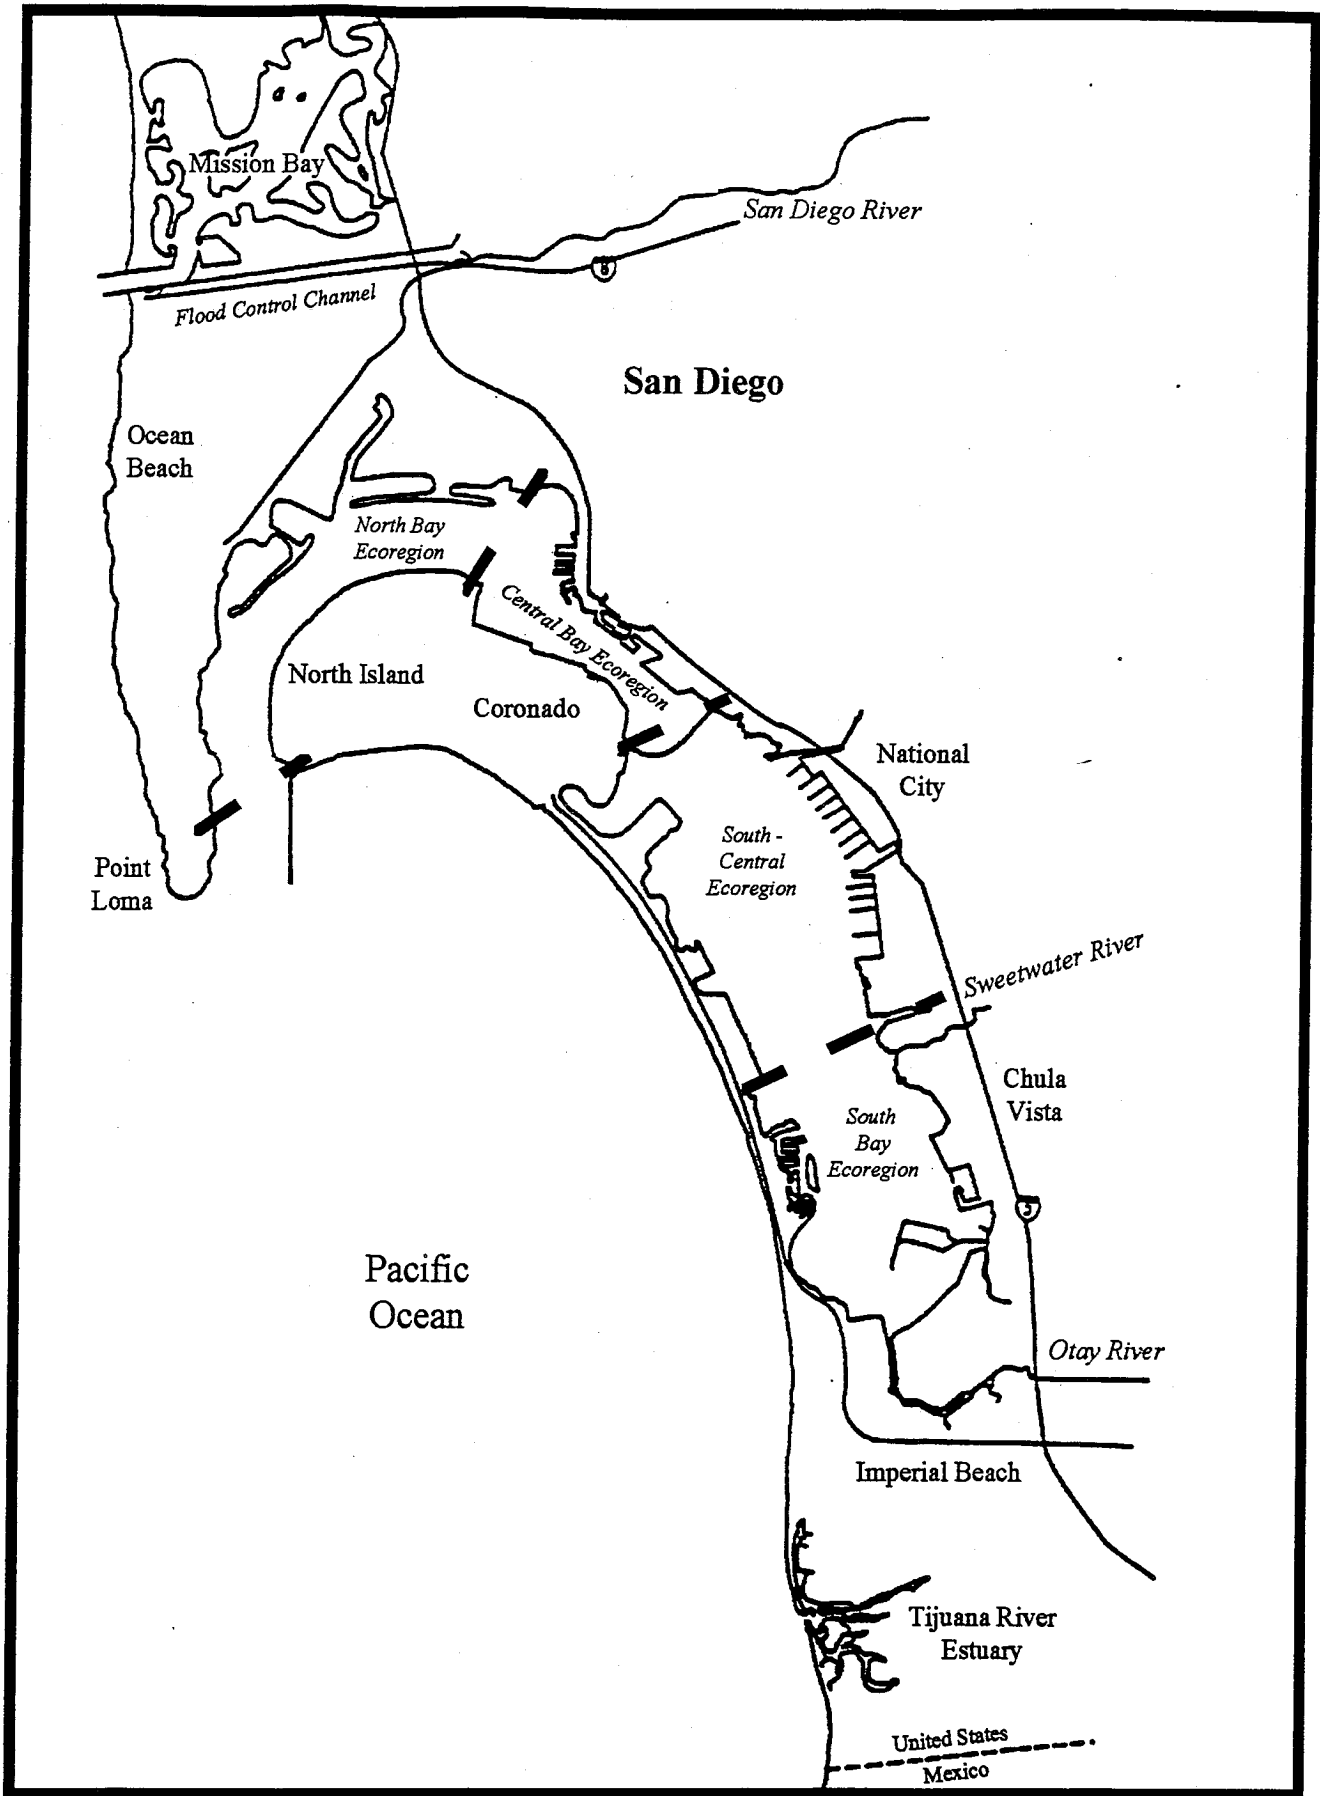 Mission Bay
San Diego River
8
Flood Control Channel
San Diego
Ocean
Beach
North Bay
Ecoregion
Central Bay Ecoregion
North Island
Coronado
National
City
South -
Central
Ecoregion
Point
Loma
Sweetwater River
Chula
Vista
South
Bay
Ecoregion
5
Pacific
Ocean
Otay River
Imperial Beach
Tijuana River
Estuary
United States
Mexico